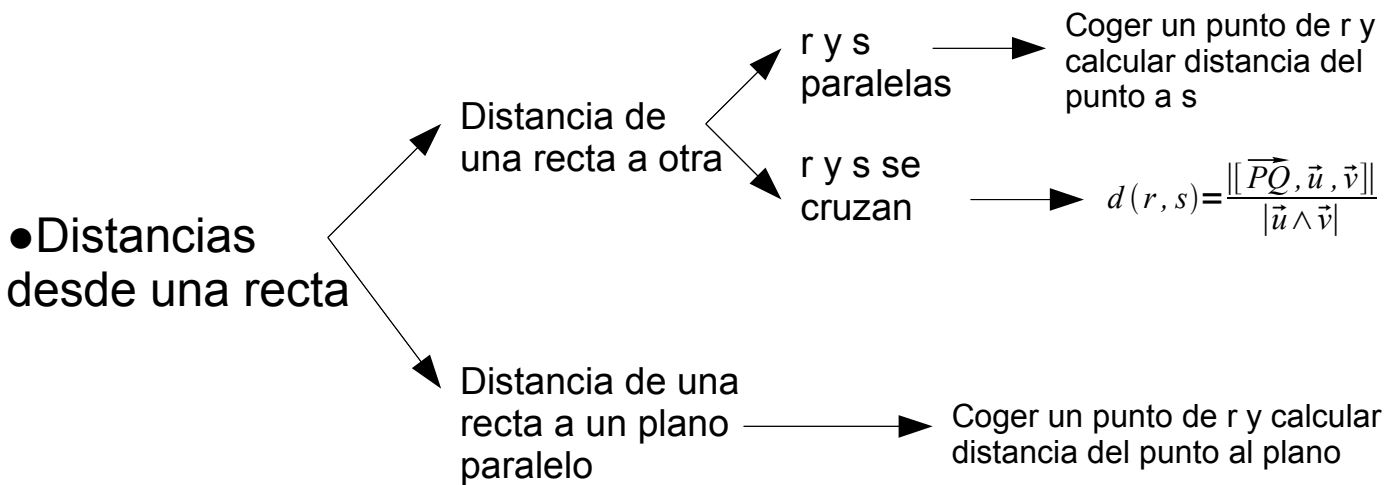 ●Distancias
desde una recta
Distancia de
una recta a otra
r y s
paralelas
Coger un punto de r y
calcular distancia del
punto a s
r y s se
cruzan
d(r,s)=|[PQ⃗,u⃗,v⃗]|/|u⃗∧v⃗|
Distancia de una
recta a un plano
paralelo
Coger un punto de r y calcular
distancia del punto al plano